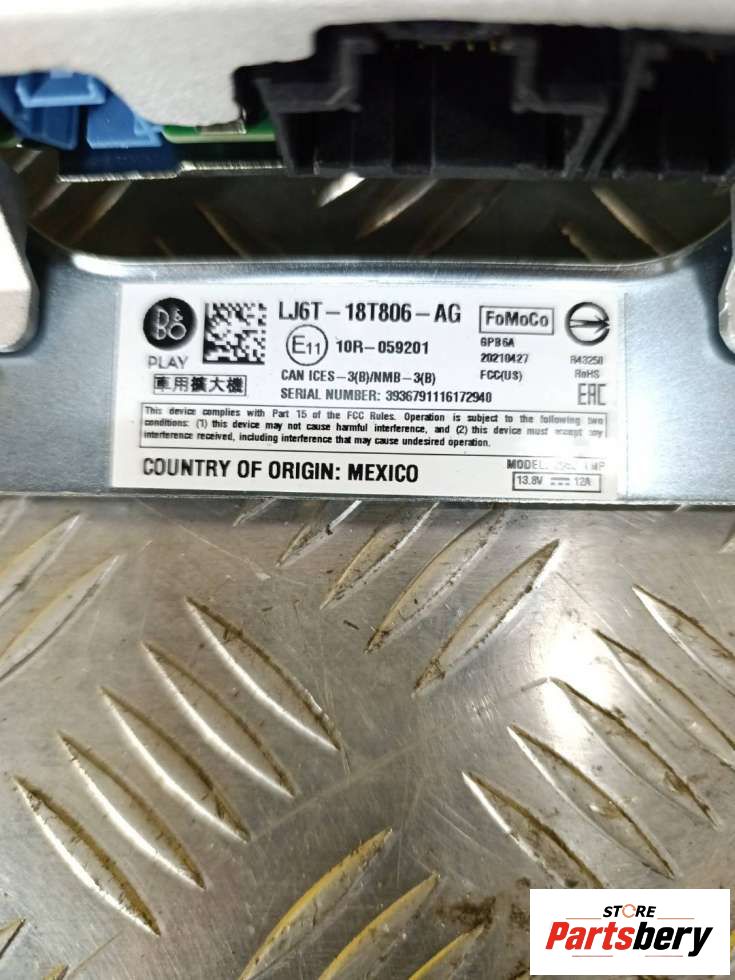 B&O
PLAY
車用擴大機
LJ6T-18T806-AG
E11 10R-059201
CAN ICES-3(B)/NMB-3(B)
SERIAL NUMBER: 3936791116172940
FoMoCo
GPB6A
20210427
FCC(US)
R43250
RoHS
EAC
This device complies with Part 15 of the FCC Rules. Operation is subject to the following two
conditions: (1) this device may not cause harmful interference, and (2) this device must accept any
interference received, including interference that may cause undesired operation.
COUNTRY OF ORIGIN: MEXICO
MODEL:
13.8V 12A
STORE
Partsbery